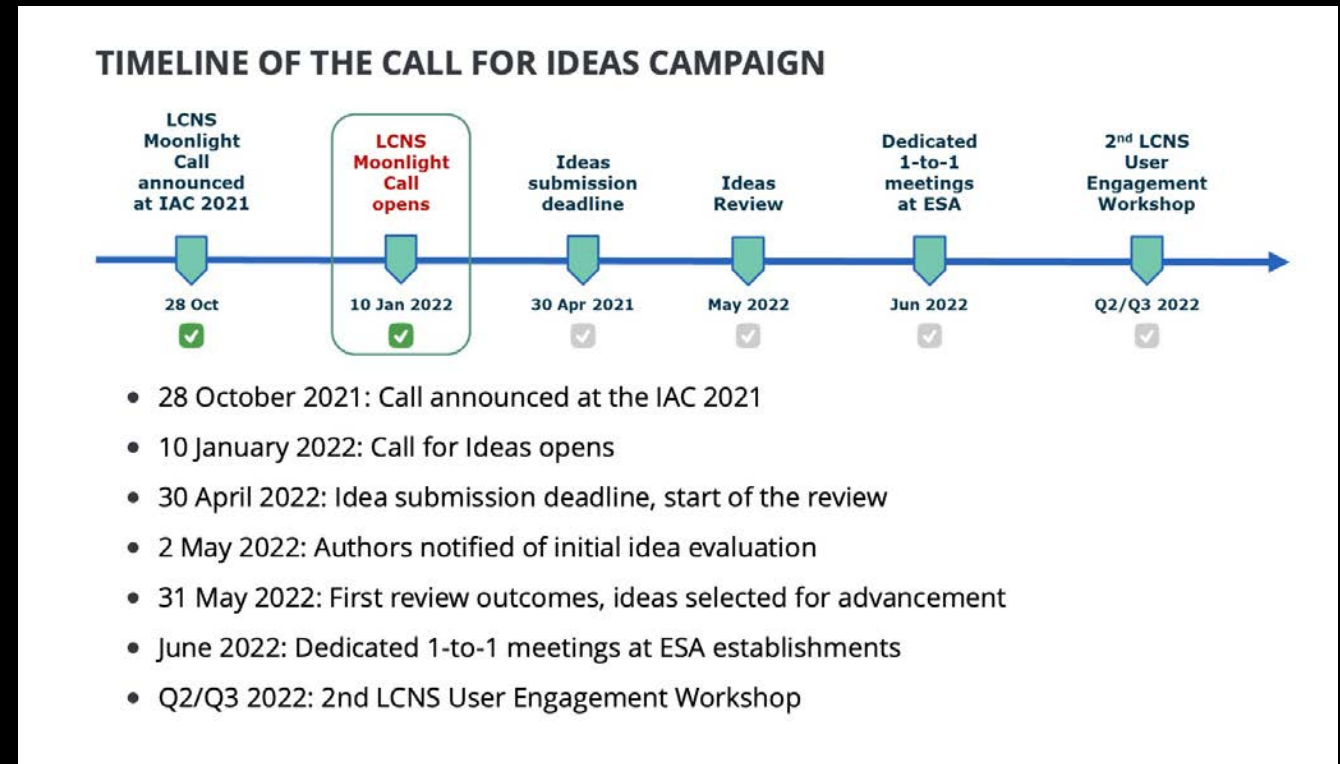 TIMELINE OF THE CALL FOR IDEAS CAMPAIGN
LCNS
Moonlight
Call
announced
at IAC 2021
LCNS
Moonlight
Call
opens
Ideas
submission
deadline
Ideas
Review
Dedicated
1-to-1
meetings
at ESA
2nd LCNS
User
Engagement
Workshop
28 Oct
10 Jan 2022
30 Apr 2021
May 2022
Jun 2022
Q2/Q3 2022
• 28 October 2021: Call announced at the IAC 2021
• 10 January 2022: Call for Ideas opens
• 30 April 2022: Idea submission deadline, start of the review
• 2 May 2022: Authors notified of initial idea evaluation
• 31 May 2022: First review outcomes, ideas selected for advancement
• June 2022: Dedicated 1-to-1 meetings at ESA establishments
• Q2/Q3 2022: 2nd LCNS User Engagement Workshop